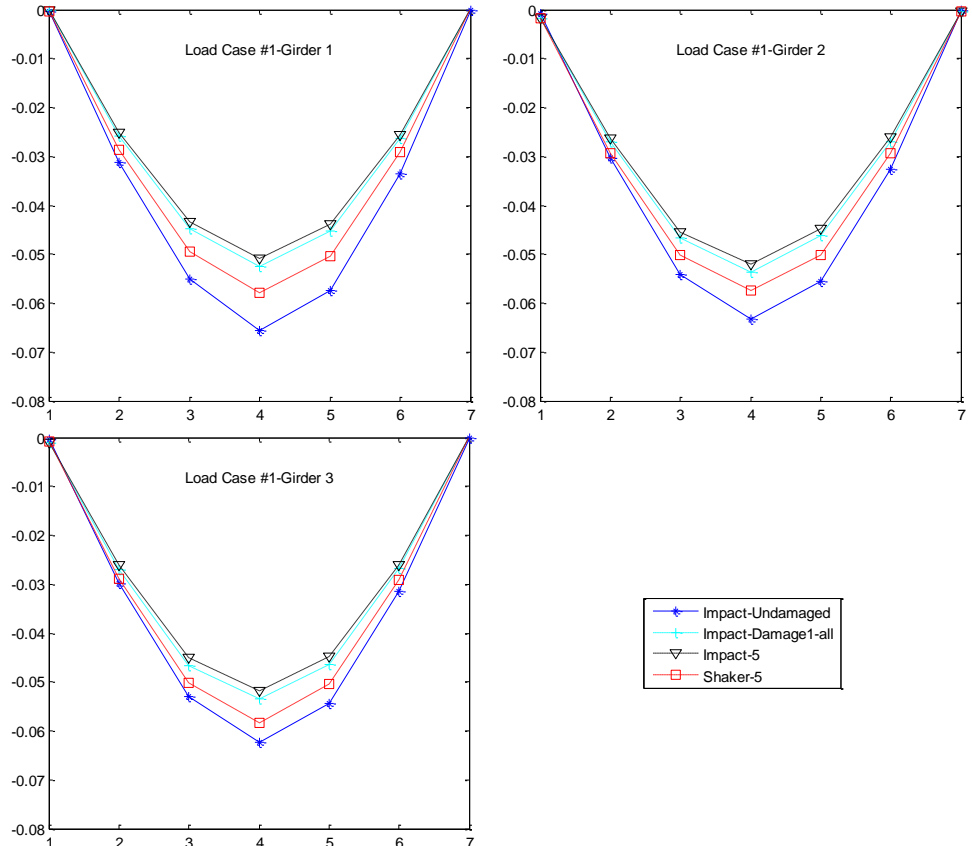 Load Case #1-Girder 1
0
-0.01
-0.02
-0.03
-0.04
-0.05
-0.06
-0.07
-0.08
1 2 3 4 5 6 7
Load Case #1-Girder 2
0
-0.01
-0.02
-0.03
-0.04
-0.05
-0.06
-0.07
-0.08
1 2 3 4 5 6 7
Load Case #1-Girder 3
0
-0.01
-0.02
-0.03
-0.04
-0.05
-0.06
-0.07
-0.08
1 2 3 4 5 6 7
Impact-Undamaged
Impact-Damage1-all
Impact-5
Shaker-5